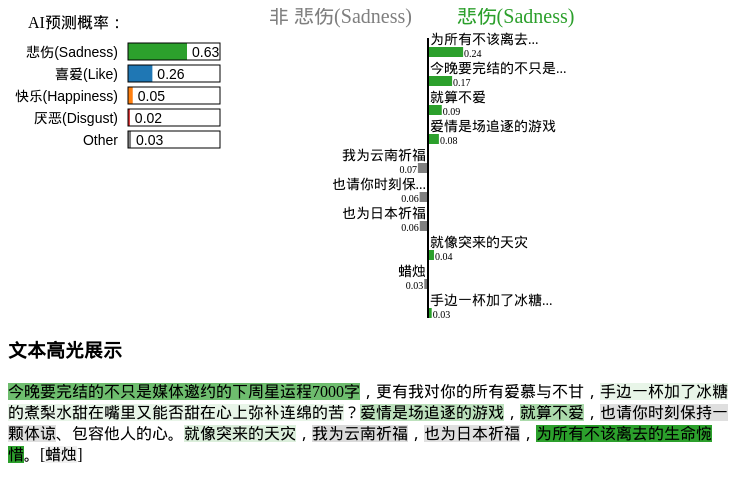 AI预测概率：
悲伤(Sadness) 0.63
喜爱(Like) 0.26
快乐(Happiness) 0.05
厌恶(Disgust) 0.02
Other 0.03
非 悲伤(Sadness) 悲伤(Sadness)
为所有不该离去...
0.24
今晚要完结的不只是...
0.17
就算不爱
0.09
爱情是场追逐的游戏
0.08
我为云南祈福
0.07
也请你时刻保...
0.06
也为日本祈福
0.06
就像突来的天灾
0.04
蜡烛
0.03
手边一杯加了冰糖...
0.03
文本高光展示
今晚要完结的不只是媒体邀约的下周星运程7000字，更有我对你的所有爱慕与不甘，手边一杯加了冰糖
的煮梨水甜在嘴里又能否甜在心上弥补连绵的苦？爱情是场追逐的游戏，就算不爱，也请你时刻保持一
颗体谅、包容他人的心。就像突来的天灾，我为云南祈福，也为日本祈福，为所有不该离去的生命惋
惜。[蜡烛]